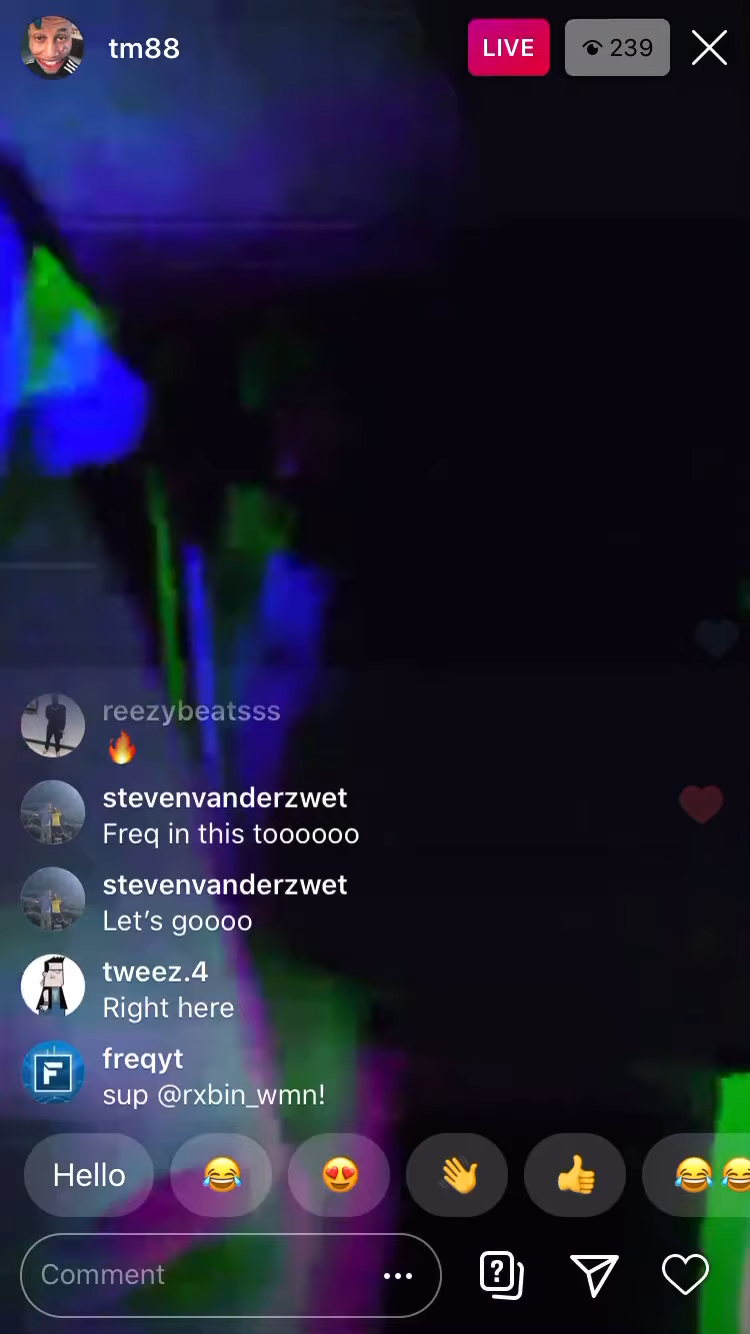 tm88
LIVE
239
reezybeatsss
🔥
stevenvanderzwet
Freq in this toooooo
stevenvanderzwet
Let’s goooo
tweez.4
Right here
F
freqyt
sup @rxbin_wmn!
Hello 😂 😍 👋 👍 😂😂
Comment
?